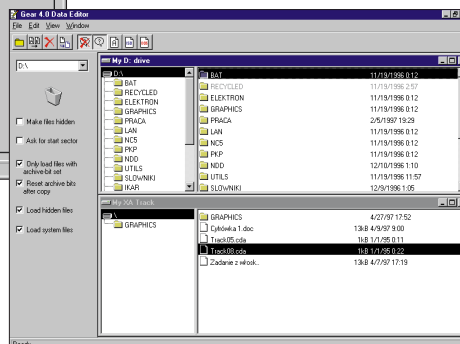 Gear 4.0 Data Editor
File Edit View Window
D:\
Make files hidden
Ask for start sector
Only load files with
archive-bit set
Reset archive bits
after copy
Load hidden files
Load system files
My D: drive
D:\
BAT
RECYCLED
ELEKTRON
GRAPHICS
PRACA
LAN
NC5
PKP
NDD
UTILS
SLOWNIKI
IKAR
BAT 11/19/1996 0:12
RECYCLED 11/19/1996 2:57
ELEKTRON 11/19/1996 0:12
GRAPHICS 11/19/1996 0:12
PRACA 2/5/1997 19:29
LAN 11/19/1996 0:12
NC5 11/19/1996 0:12
PKP 11/19/1996 0:12
NDD 12/10/1996 1:10
UTILS 11/19/1996 11:57
SLOWNIKI 12/9/1996 1:05
My XA Track
\
GRAPHICS
GRAPHICS 4/27/97 17:52
Cytrówka 1.doc 13kB 4/9/97 9:00
Track05.cda 1kB 1/1/95 0:11
Track08.cda 1kB 1/1/95 0:22
Zadanie z włosk.. 13kB 4/7/97 17:19
Ready